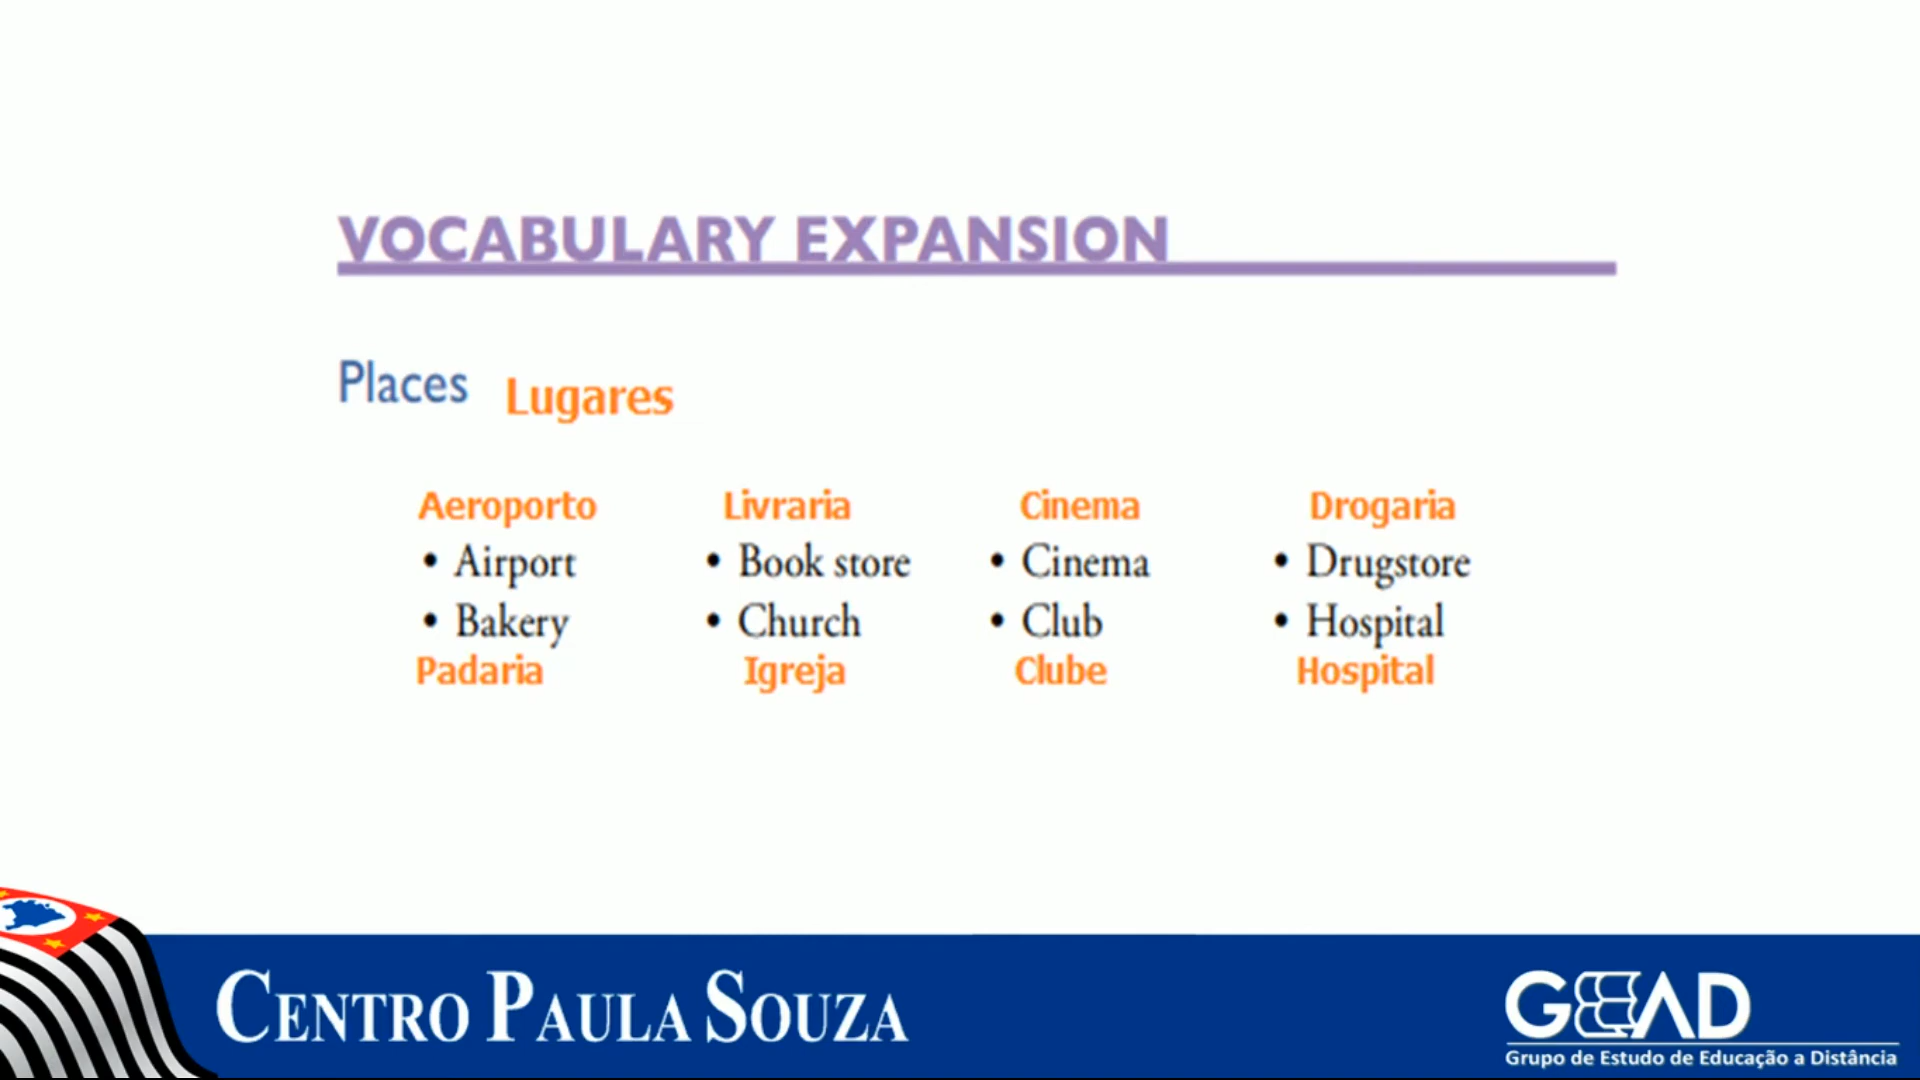 VOCABULARY EXPANSION
Places Lugares
Aeroporto Livraria Cinema Drogaria
• Airport • Book store • Cinema • Drugstore
• Bakery • Church • Club • Hospital
Padaria Igreja Clube Hospital
CENTRO PAULA SOUZA
GEEAD
Grupo de Estudo de Educação a Distância